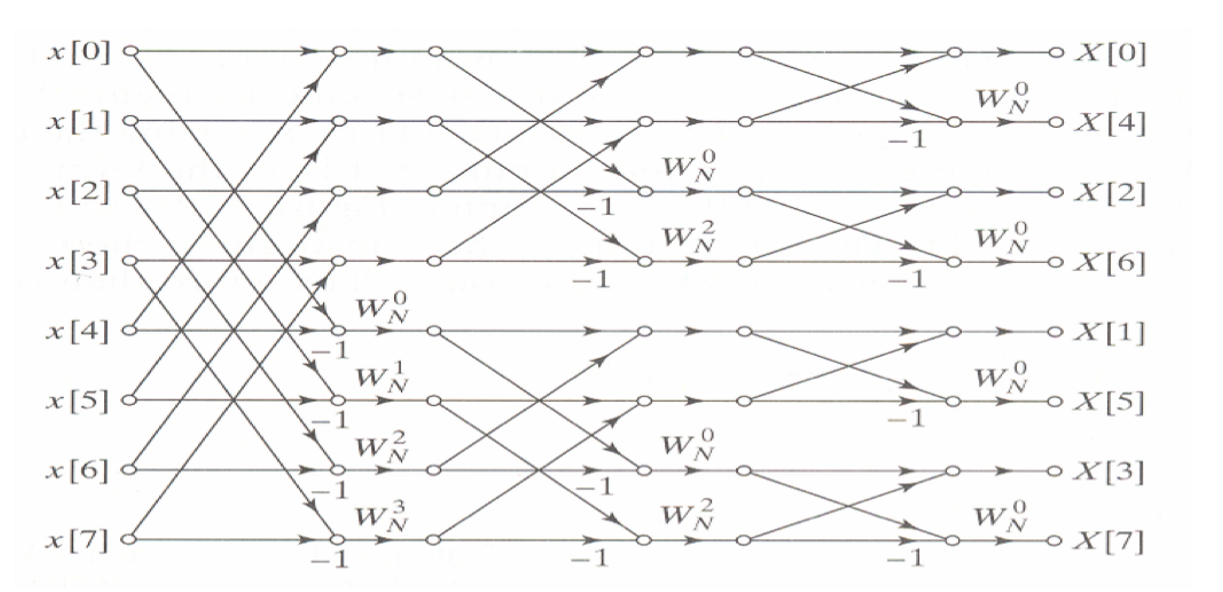 x[0] X[0]
W_N^0
x[1] -1 X[4]
W_N^0
x[2] -1 X[2]
W_N^2 W_N^0
x[3] -1 -1 X[6]
W_N^0
x[4] -1 X[1]
W_N^1 W_N^0
x[5] -1 -1 X[5]
W_N^2 W_N^0
x[6] -1 -1 X[3]
W_N^3 W_N^2 W_N^0
x[7] -1 -1 -1 X[7]